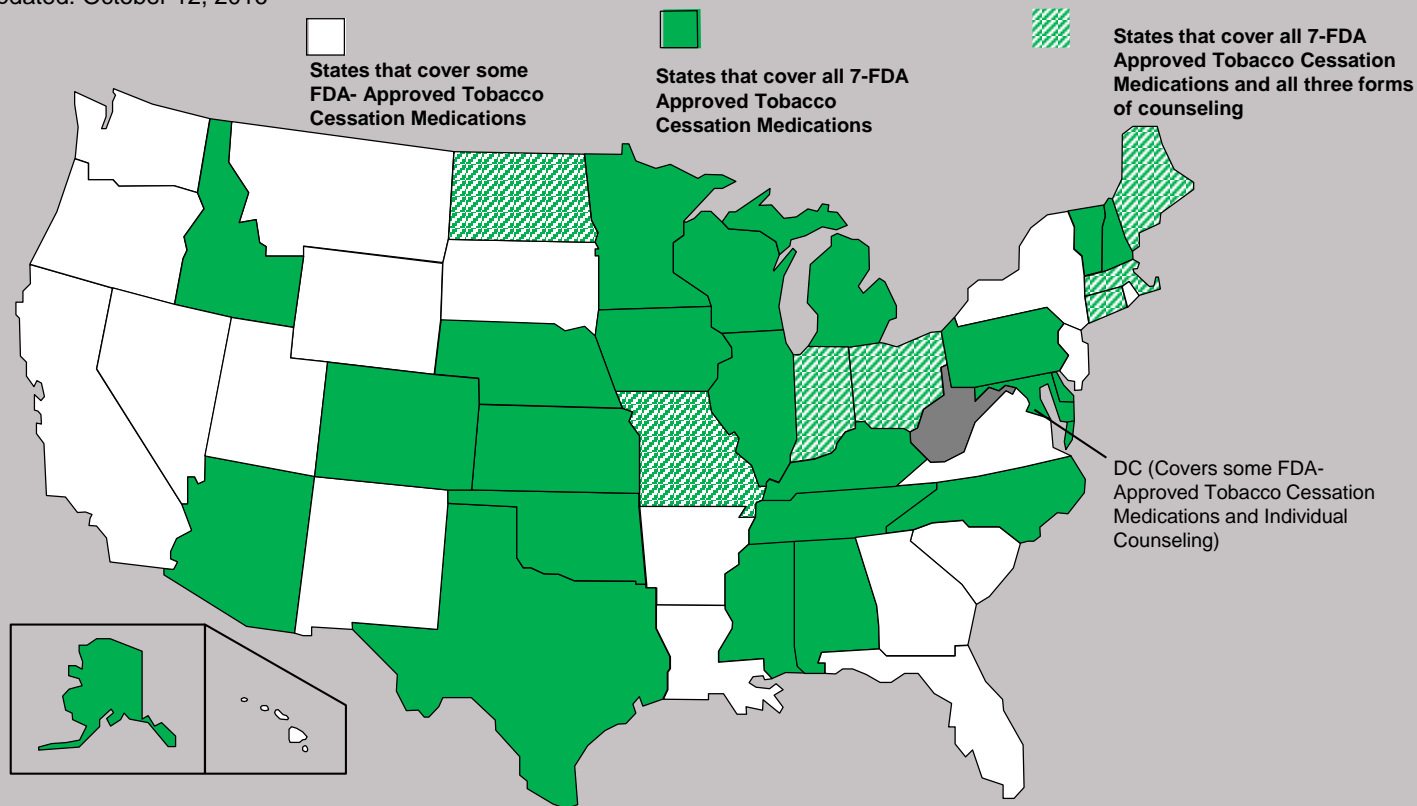 October 12,
States that cover some
FDA- Approved Tobacco
Cessation Medications
States that cover all 7-FDA
Approved Tobacco
Cessation Medications
States that cover all 7-FDA
Approved Tobacco Cessation
Medications and all three forms
of counseling
DC (Covers some FDA-
Approved Tobacco Cessation
Medications and Individual
Counseling)